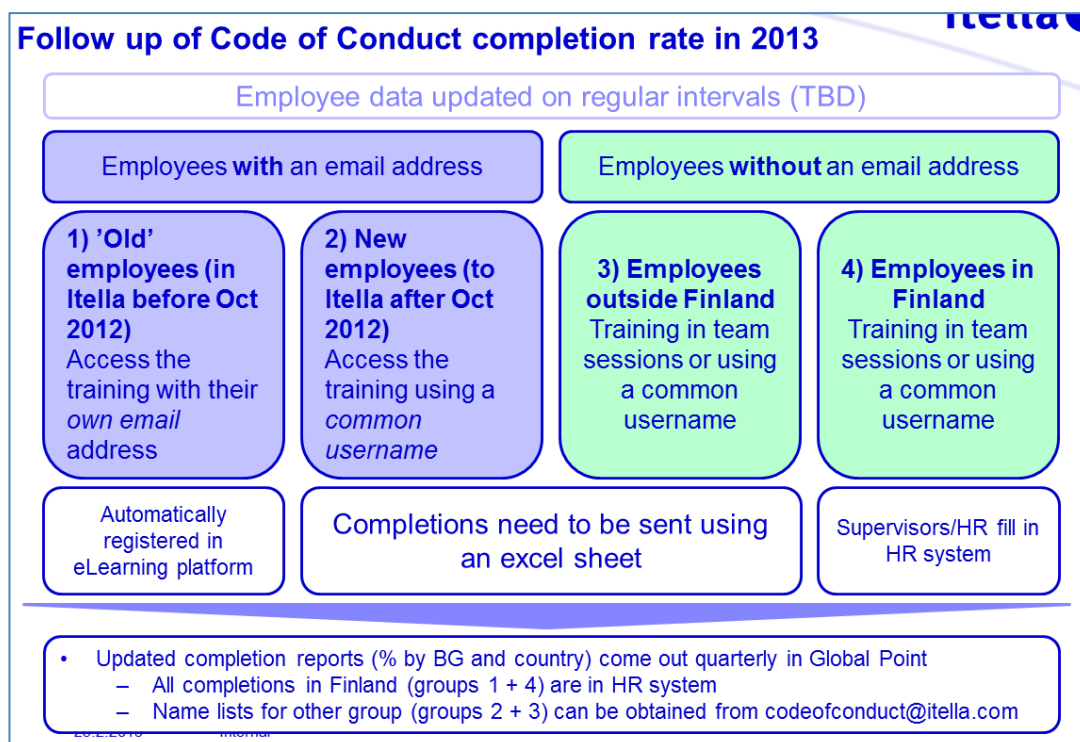 itella
Follow up of Code of Conduct completion rate in 2013
Employee data updated on regular intervals (TBD)
Employees with an email address
Employees without an email address
1) ’Old’
employees (in
Itella before Oct
2012)
Access the
training with their
own email
address
2) New
employees (to
Itella after Oct
2012)
Access the
training using a
common
username
3) Employees
outside Finland
Training in team
sessions or using
a common
username
4) Employees in
Finland
Training in team
sessions or using
a common
username
Automatically
registered in
eLearning platform
Completions need to be sent using
an excel sheet
Supervisors/HR fill in
HR system
• Updated completion reports (% by BG and country) come out quarterly in Global Point
– All completions in Finland (groups 1 + 4) are in HR system
– Name lists for other group (groups 2 + 3) can be obtained from codeofconduct@itella.com
Internal